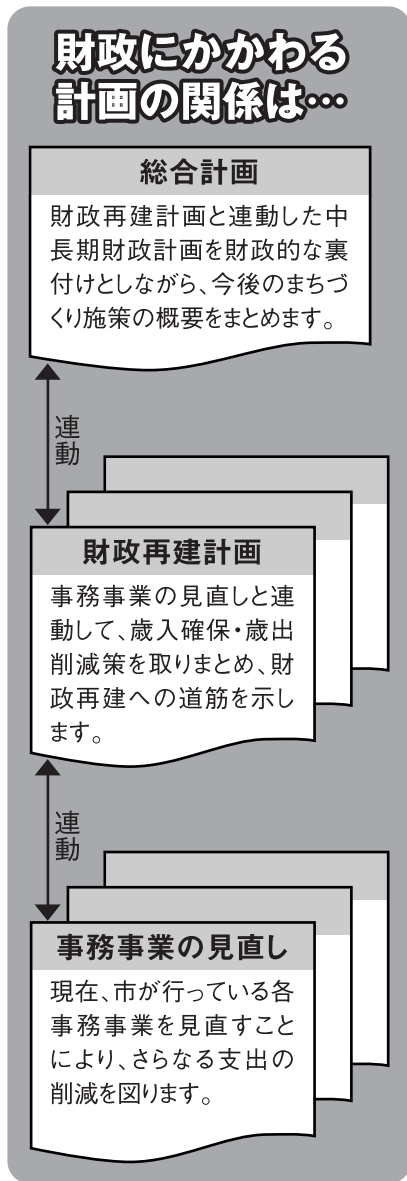 財政にかかわる
計画の関係は…
総合計画
財政再建計画と連動した中
長期財政計画を財政的な裏
付けとしながら、今後のまちづ
くり施策の概要をまとめます。
連動
財政再建計画
事務事業の見直しと連
動して、歳入確保・歳出
削減策を取りまとめ、財
政再建への道筋を示し
ます。
連動
事務事業の見直し
現在、市が行っている各
事務事業を見直すこと
により、さらなる支出の
削減を図ります。